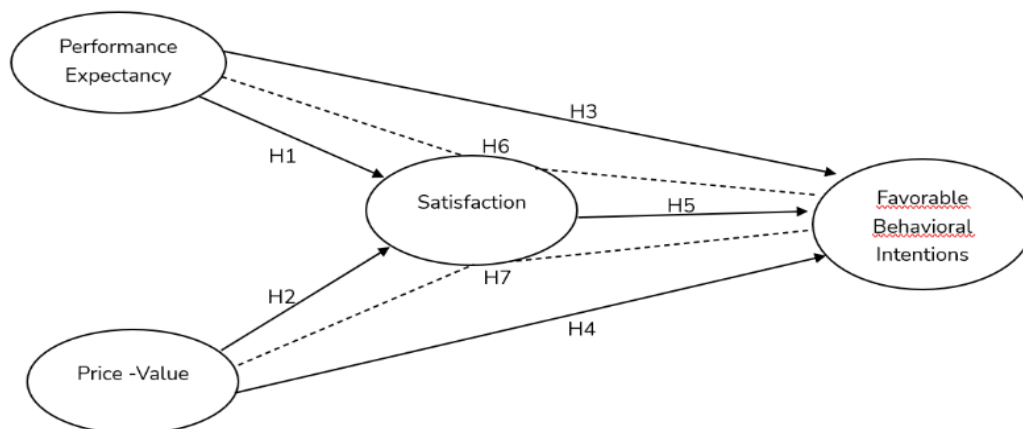 Performance
Expectancy
H3
H6
H1
Satisfaction
H5
Favorable
Behavioral
Intentions
H7
H2
H4
Price -Value